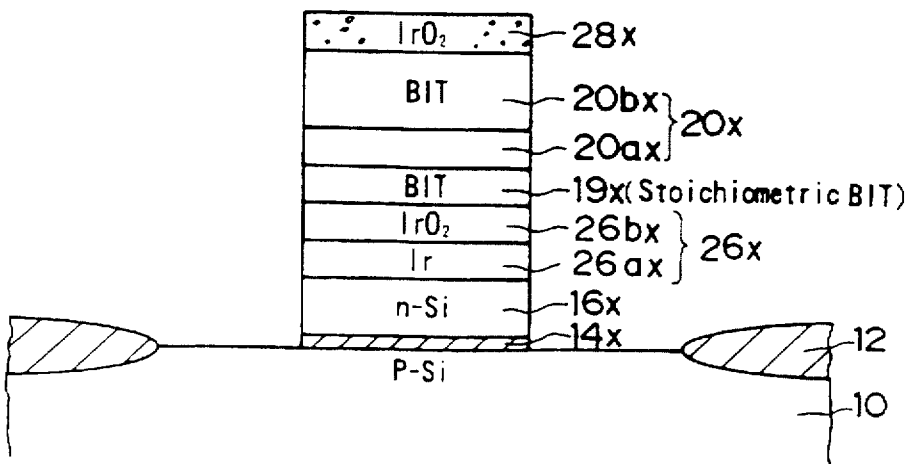 IrO₂ 28x
BIT 20bx
20x
20ax
BIT 19x(Stoichiometric BIT)
IrO₂ 26bx
26x
Ir 26ax
n-Si 16x
14x
12
P-Si
10